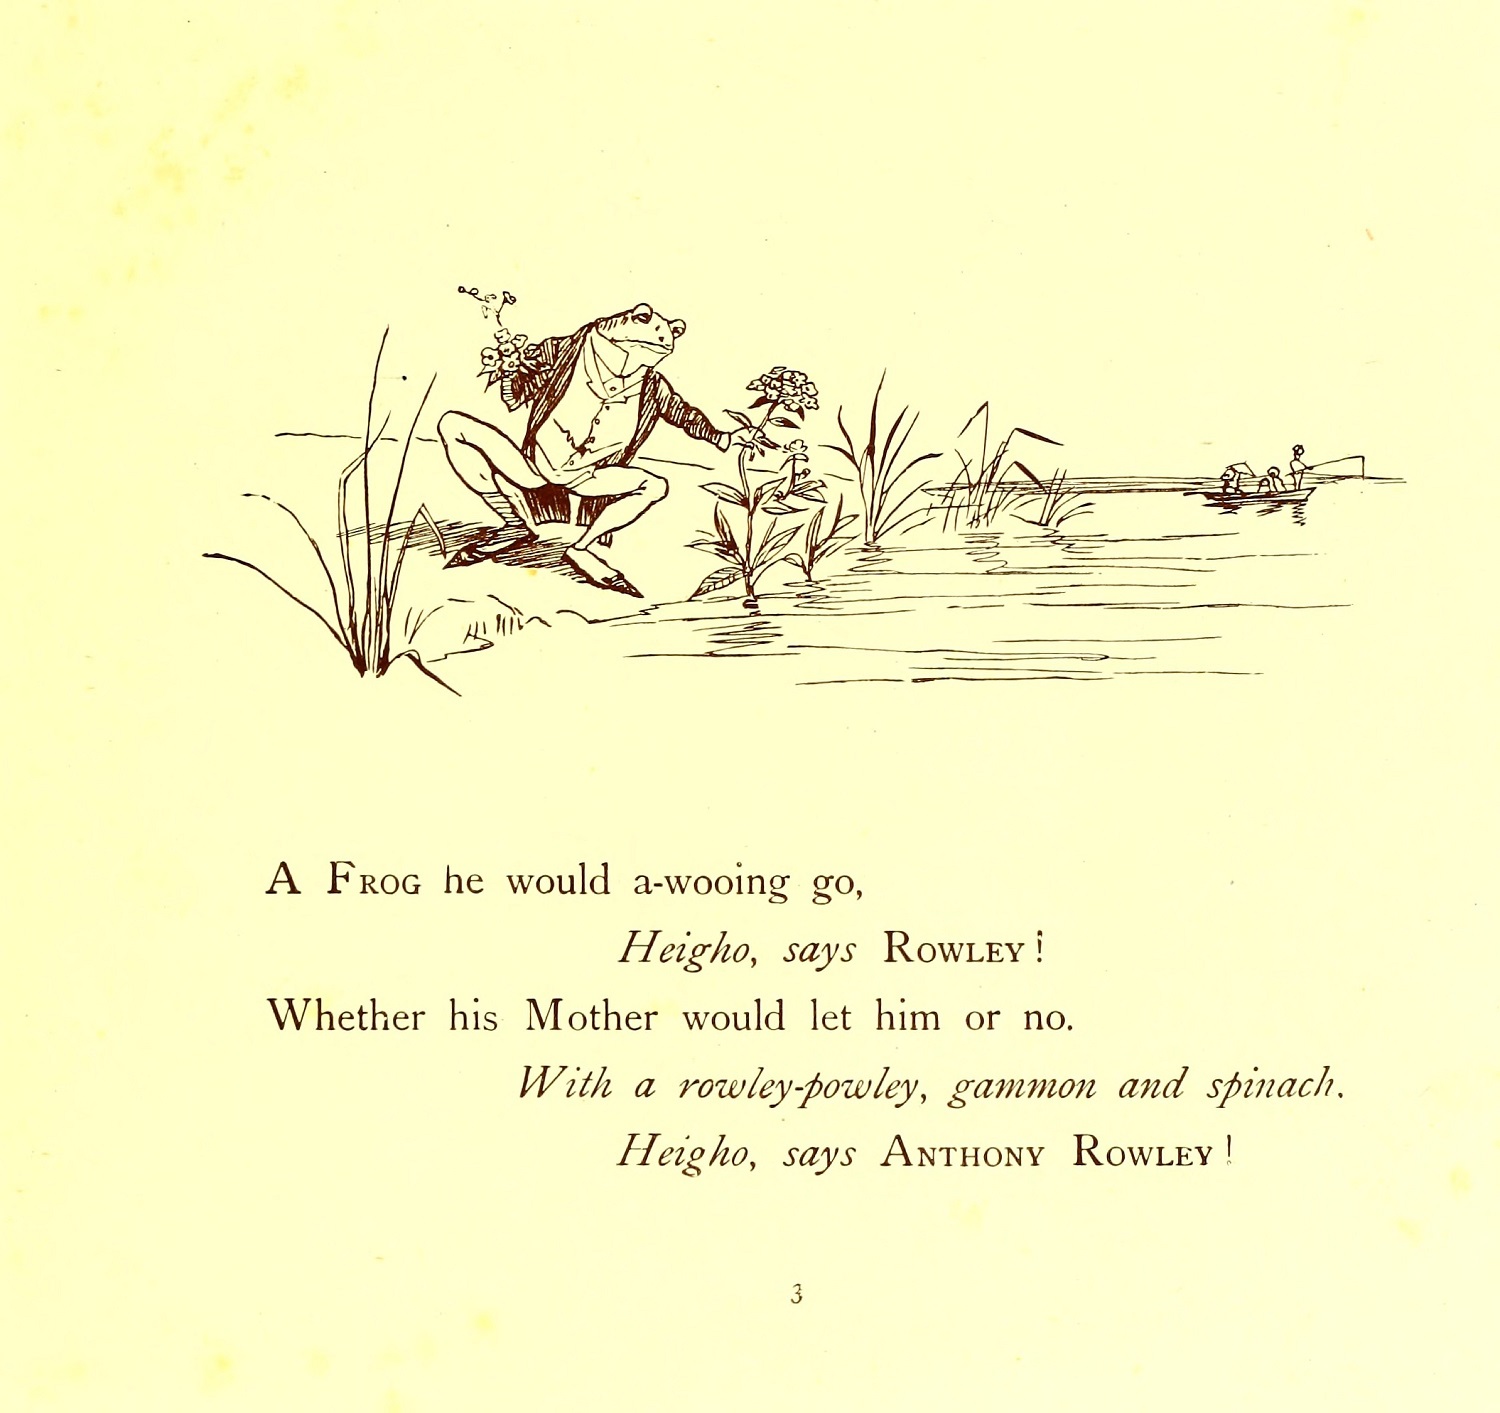 A FROG he would a-wooing go,
Heigho, says ROWLEY!
Whether his Mother would let him or no.
With a rowley-powley, gammon and spinach.
Heigho, says ANTHONY ROWLEY!
3